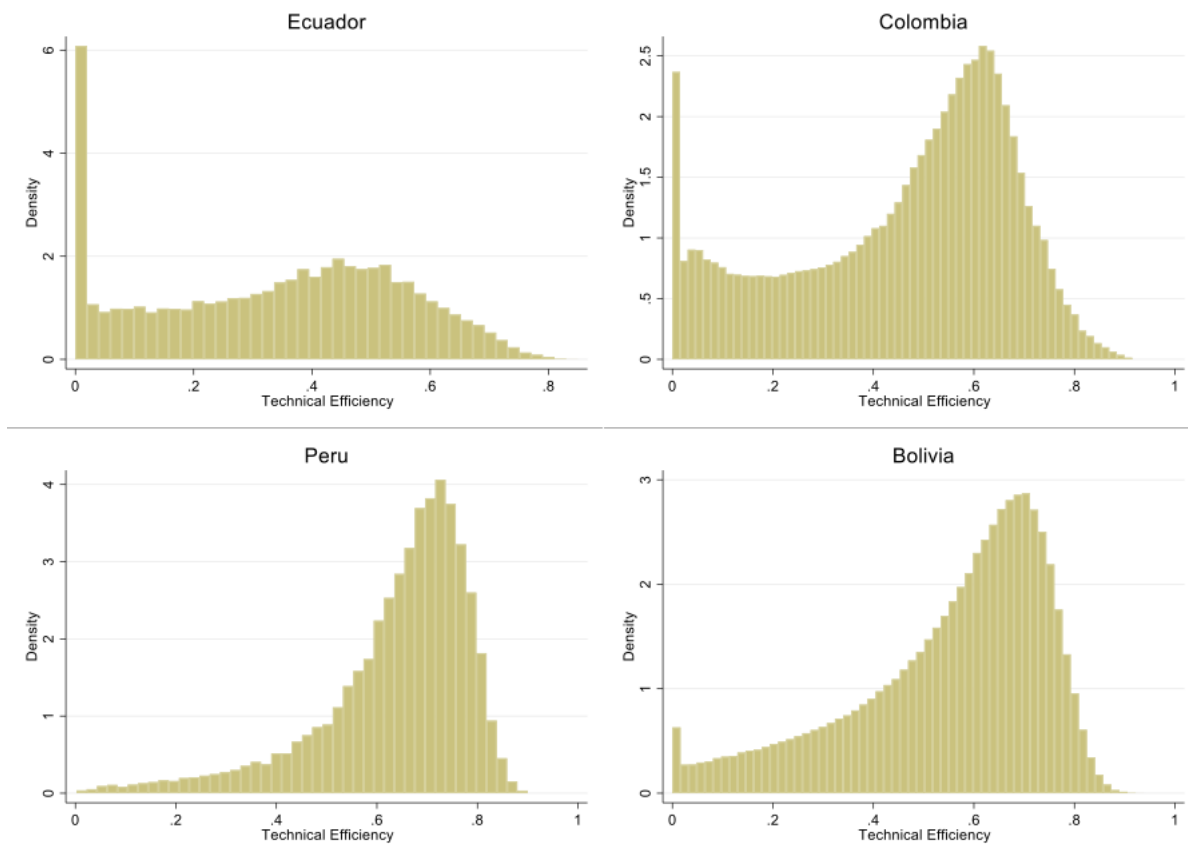 Ecuador
Density
6
4
2
0
0 .2 .4 .6 .8
Technical Efficiency
Colombia
Density
2.5
2
1.5
1
.5
0
0 .2 .4 .6 .8 1
Technical Efficiency
Peru
Density
4
3
2
1
0
0 .2 .4 .6 .8 1
Technical Efficiency
Bolivia
Density
3
2
1
0
0 .2 .4 .6 .8 1
Technical Efficiency